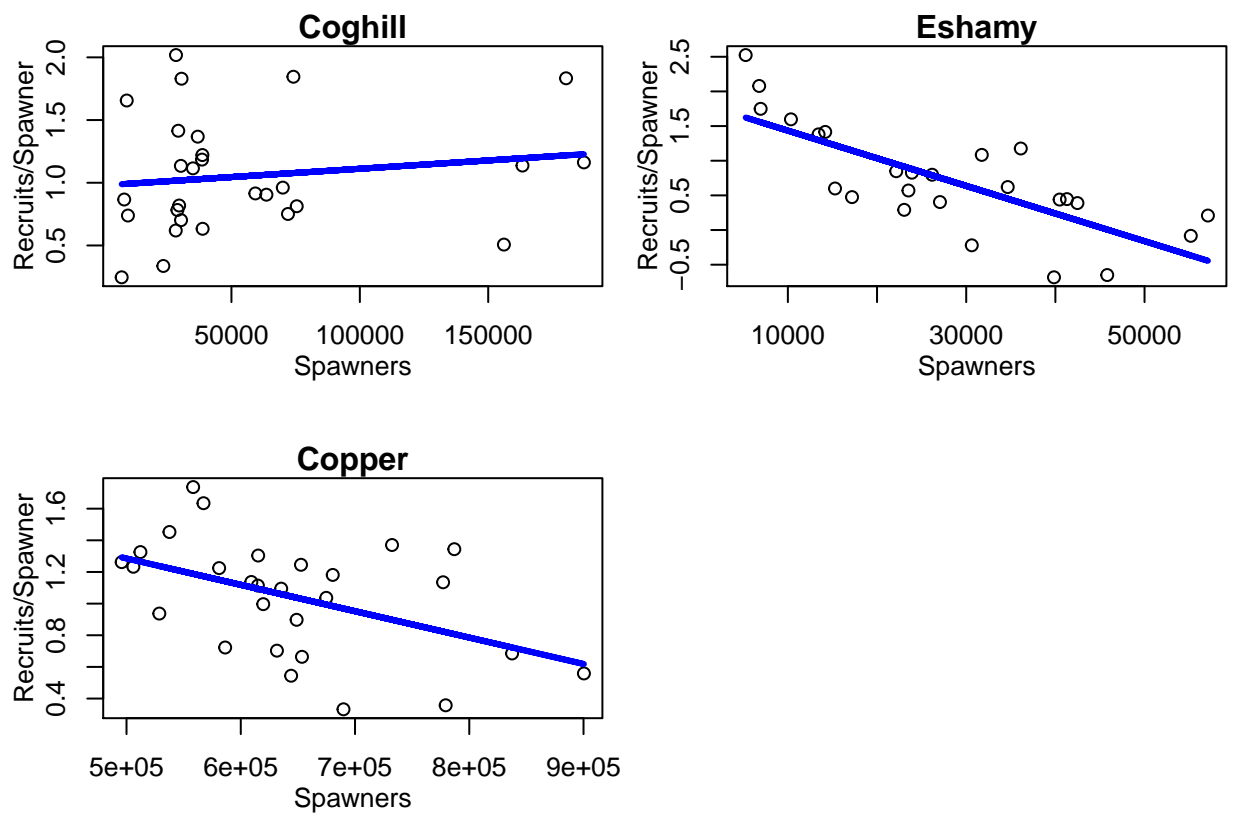 Coghill
Recruits/Spawner
0.5 1.0 1.5 2.0
50000 100000 150000
Spawners
Eshamy
Recruits/Spawner
−0.5 0.5 1.5 2.5
10000 30000 50000
Spawners
Copper
Recruits/Spawner
0.4 0.8 1.2 1.6
5e+05 6e+05 7e+05 8e+05 9e+05
Spawners